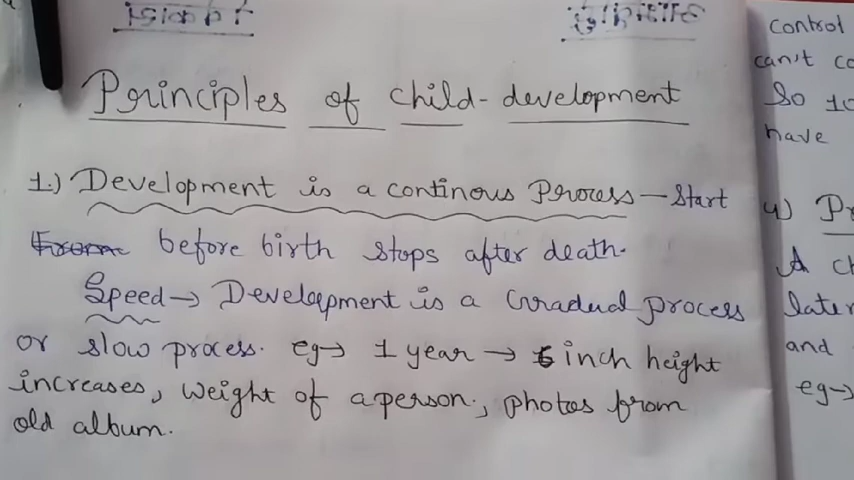 Principles of child-development
1.) Development is a continous Process - Start
before birth stops after death.
Speed → Development is a Gradual process
or slow process. eg → 1 year → 6 inch height
increases, weight of a person., photos from
old album.
control
can't
So
have
4)
A
later
and
eg →